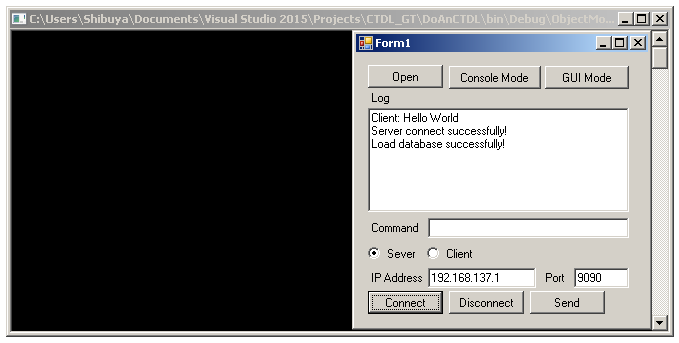 C:\Users\Shibuya\Documents\Visual Studio 2015\Projects\CTDL_GT\DoAnCTDL\bin\Debug\ObjectMo...
Form1
Open Console Mode GUI Mode
Log
Client: Hello World
Server connect successfully!
Load database successfully!
Command
Sever Client
IP Address 192.168.137.1 Port 9090
Connect Disconnect Send